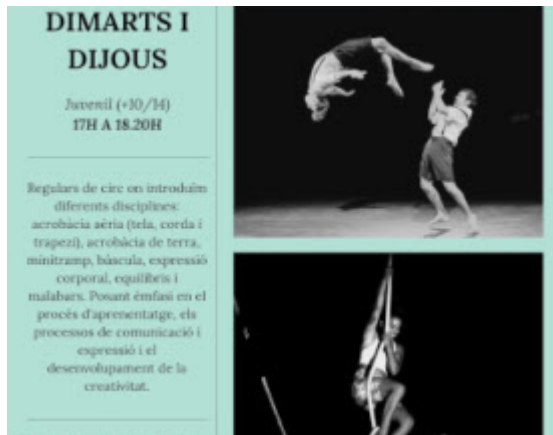 DIMARTS I
DIJOUS
Juvenil (+10/14)
17H A 18.20H
Regulars de circ on introduïm
diferents disciplines:
acrobàcia aèria (tela, corda i
trapezi), acrobàcia de terra,
minitramp, bàscula, expressió
corporal, equilibris i
malabars. Posant èmfasi en el
procés d'aprenentatge, els
processos de comunicació i
expressió i el
desenvolupament de la
creativitat.